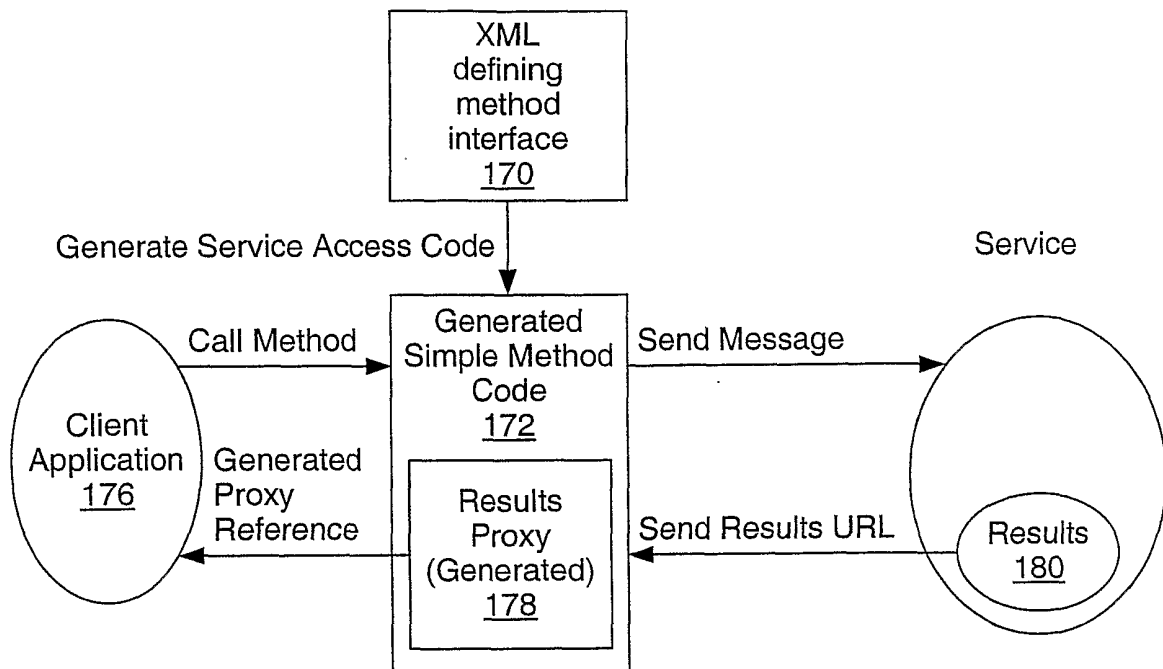 XML
defining
method
interface
170
Generate Service Access Code
Service
Call Method
Generated
Simple Method
Code
172
Send Message
Client
Application
176
Generated
Proxy
Reference
Results
Proxy
(Generated)
178
Send Results URL
Results
180